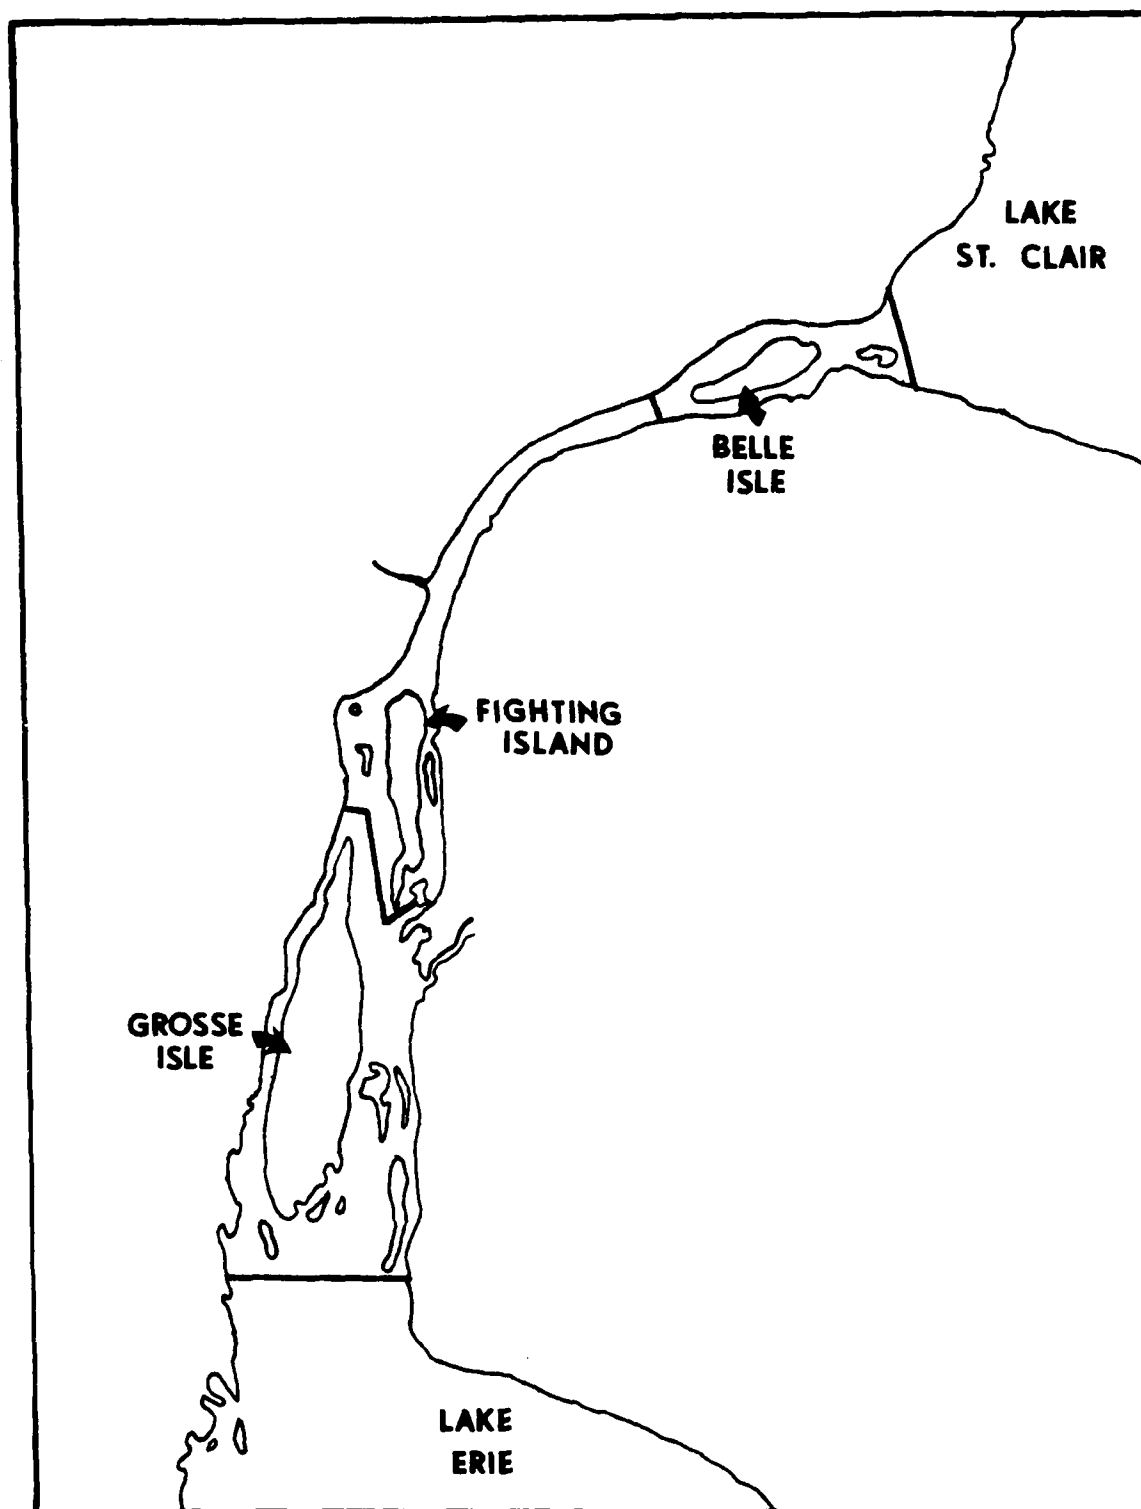 LAKE
ST. CLAIR
BELLE
ISLE
FIGHTING
ISLAND
GROSSE
ISLE
LAKE
ERIE